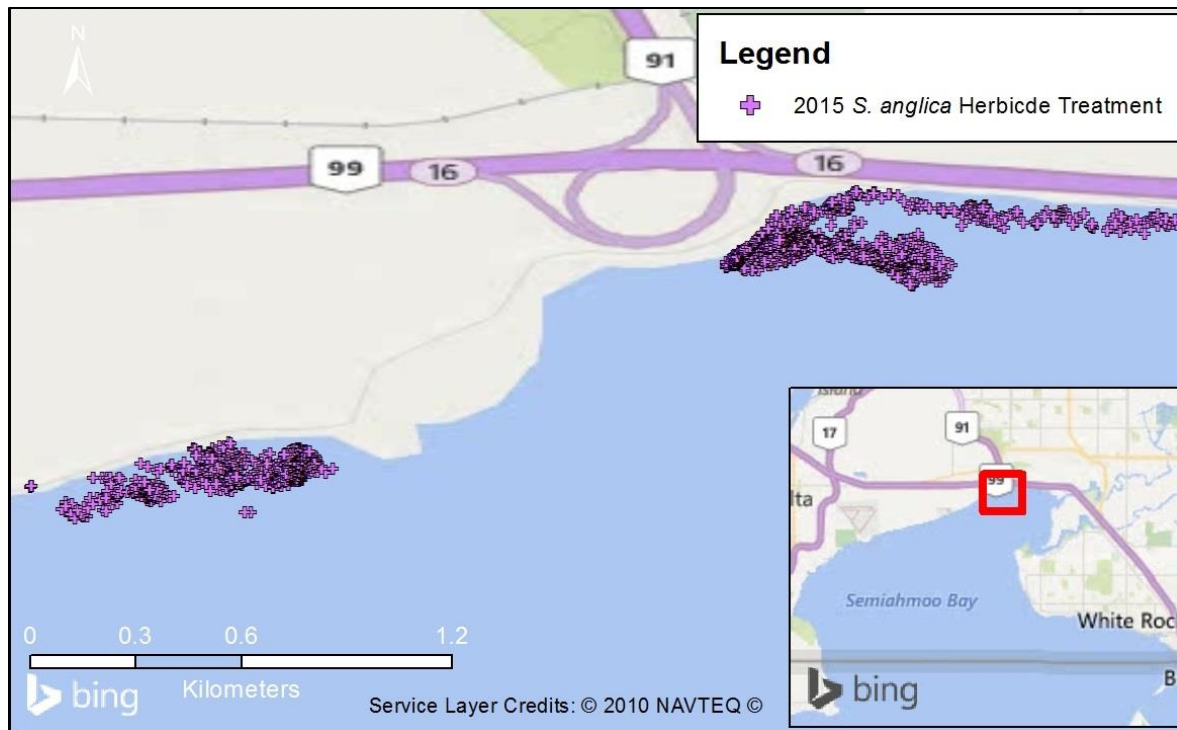 N
91
Legend
2015 S. anglica Herbicde Treatment
99
16
16
Island
17
91
99
lta
Semiahmoo Bay
White Roc
B
bing
0 0.3 0.6 1.2
Kilometers
bing
Service Layer Credits: © 2010 NAVTEQ ©